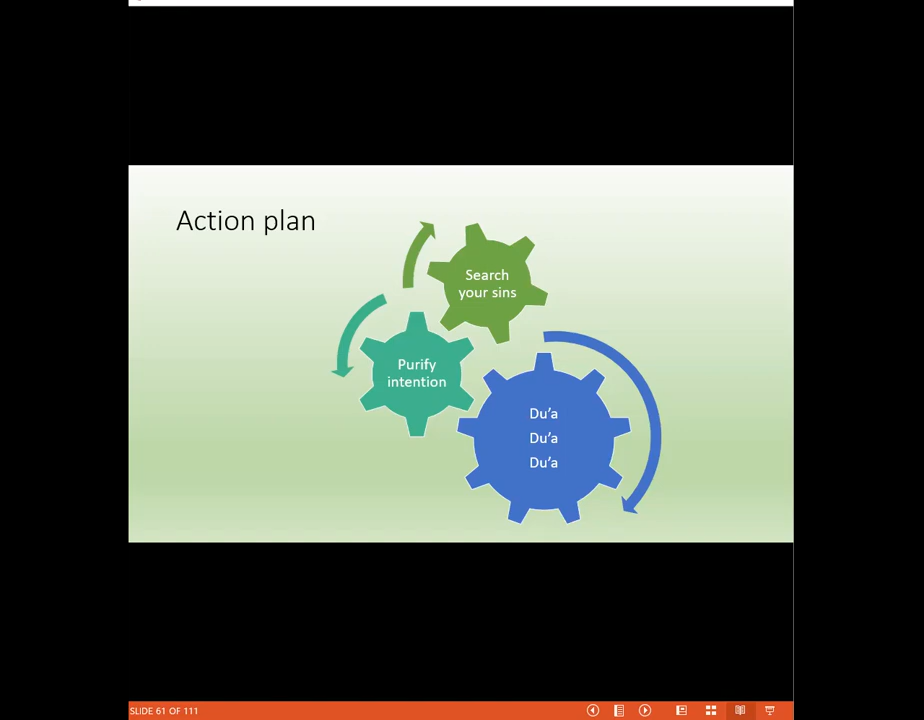 Action plan
Search
your sins
Purify
intention
Du’a
Du’a
Du’a
SLIDE 61 OF 111